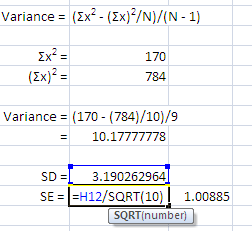 Variance = (Σx² - (Σx)²/N)/(N - 1)
Σx² = 170
(Σx)² = 784
Variance = (170 - (784)/10)/9
= 10.17777778
SD = 3.190262964
SE = =H12/SQRT(10) 1.00885
SQRT(number)